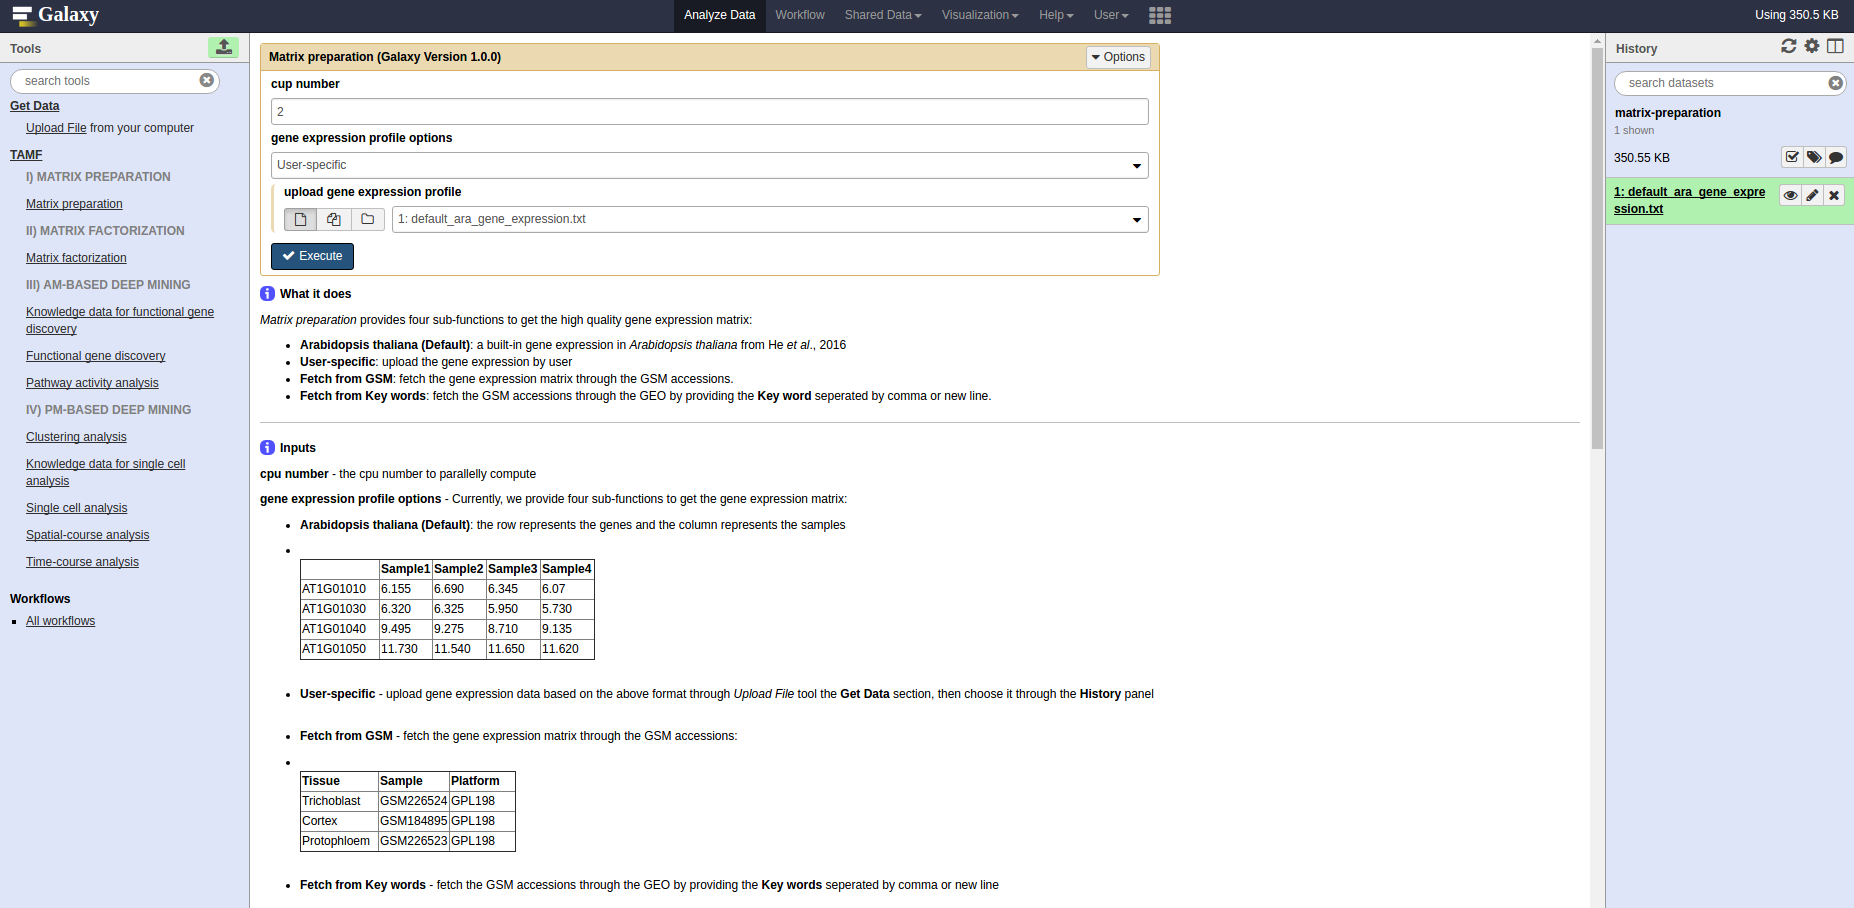 Galaxy
Analyze Data
Workflow
Shared Data
Visualization
Help
User
Using 350.5 KB
Tools
search tools
Get Data
Upload File from your computer
TAMF
I) MATRIX PREPARATION
Matrix preparation
II) MATRIX FACTORIZATION
Matrix factorization
III) AM-BASED DEEP MINING
Knowledge data for functional gene
discovery
Functional gene discovery
Pathway activity analysis
IV) PM-BASED DEEP MINING
Clustering analysis
Knowledge data for single cell
analysis
Single cell analysis
Spatial-course analysis
Time-course analysis
Workflows
All workflows
Matrix preparation (Galaxy Version 1.0.0)
Options
cup number
2
gene expression profile options
User-specific
upload gene expression profile
1: default_ara_gene_expression.txt
Execute
What it does
Matrix preparation provides four sub-functions to get the high quality gene expression matrix:
Arabidopsis thaliana (Default): a built-in gene expression in Arabidopsis thaliana from He et al., 2016
User-specific: upload the gene expression by user
Fetch from GSM: fetch the gene expression matrix through the GSM accessions.
Fetch from Key words: fetch the GSM accessions through the GEO by providing the Key word seperated by comma or new line.
Inputs
cpu number - the cpu number to parallelly compute
gene expression profile options - Currently, we provide four sub-functions to get the gene expression matrix:
Arabidopsis thaliana (Default): the row represents the genes and the column represents the samples
Sample1 Sample2 Sample3 Sample4
AT1G01010 6.155 6.690 6.345 6.07
AT1G01030 6.320 6.325 5.950 5.730
AT1G01040 9.495 9.275 8.710 9.135
AT1G01050 11.730 11.540 11.650 11.620
User-specific - upload gene expression data based on the above format through Upload File tool the Get Data section, then choose it through the History panel
Fetch from GSM - fetch the gene expression matrix through the GSM accessions:
Tissue Sample Platform
Trichoblast GSM226524 GPL198
Cortex GSM184895 GPL198
Protophloem GSM226523 GPL198
Fetch from Key words - fetch the GSM accessions through the GEO by providing the Key words seperated by comma or new line
History
search datasets
matrix-preparation
1 shown
350.55 KB
1: default_ara_gene_expre
ssion.txt